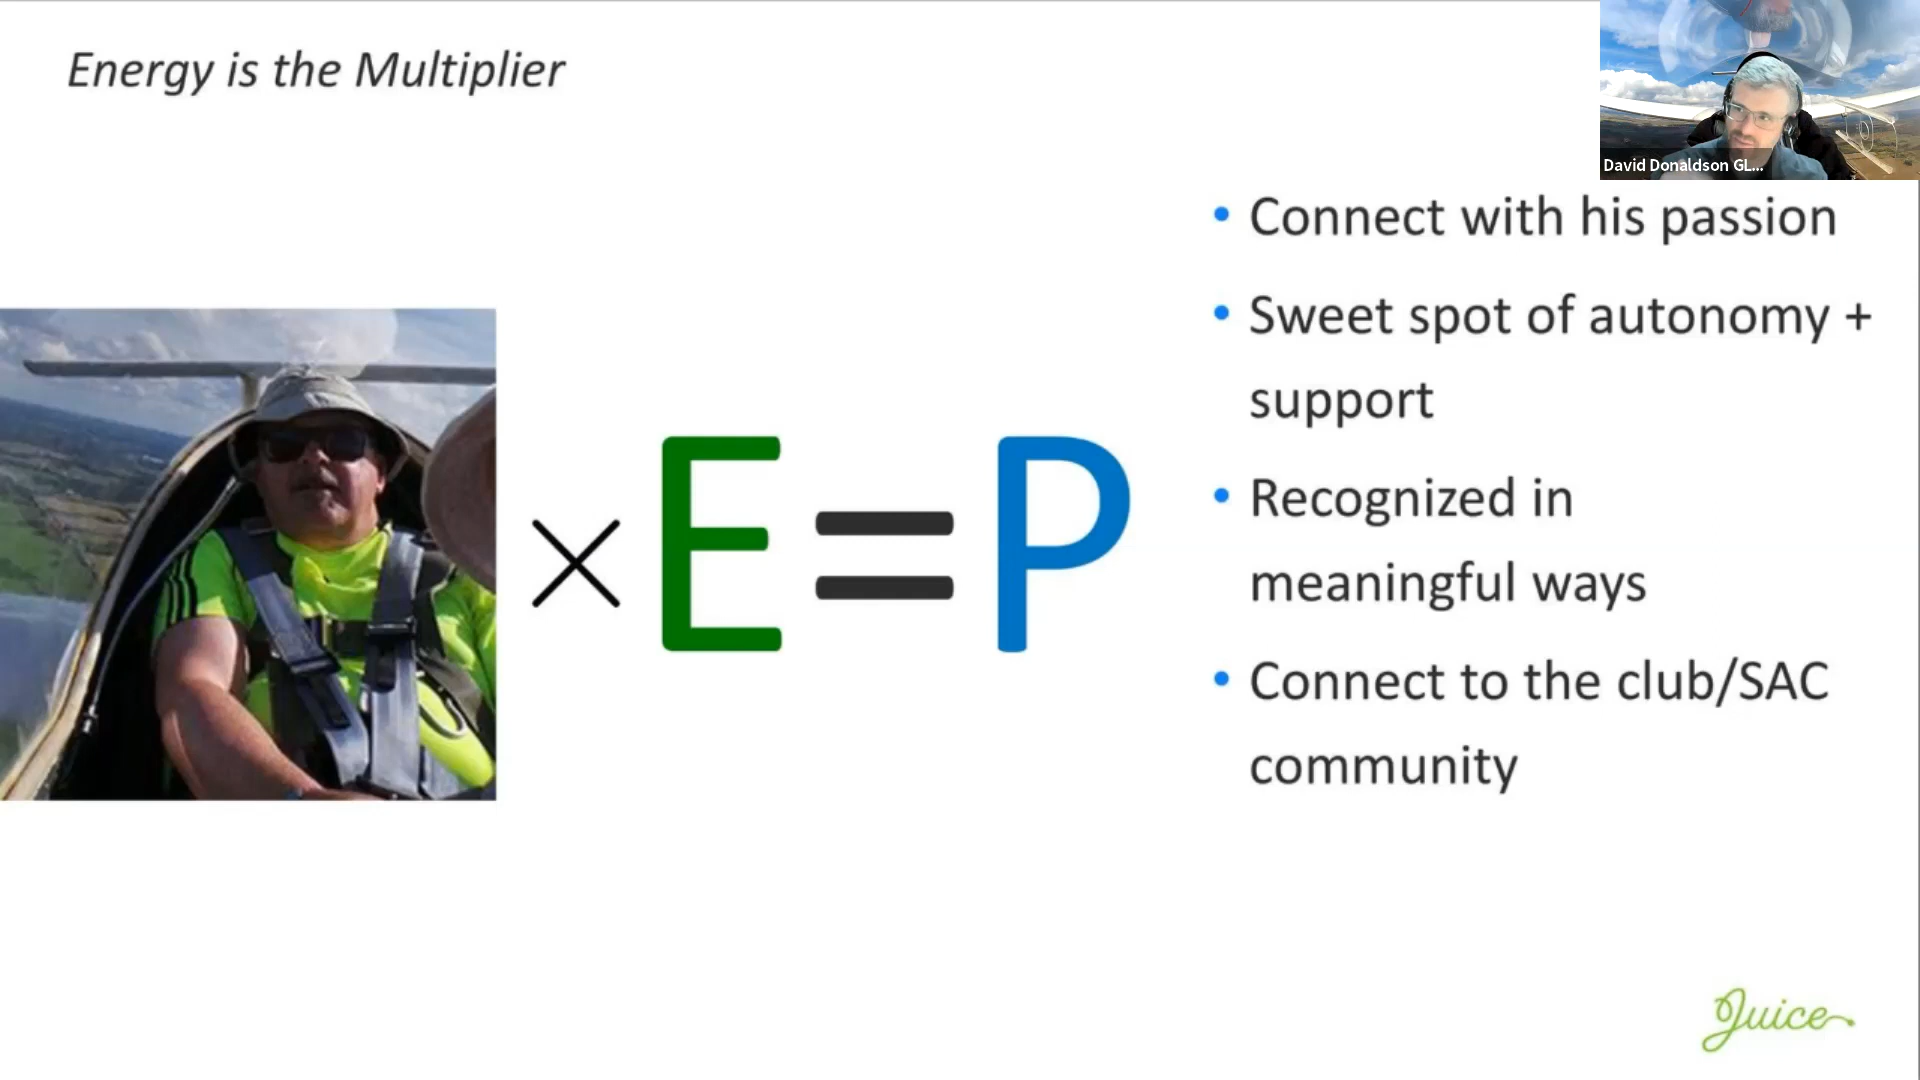 Energy is the Multiplier
David Donaldson GL...
• Connect with his passion
• Sweet spot of autonomy +
support
× E = P
• Recognized in
meaningful ways
• Connect to the club/SAC
community
Juice